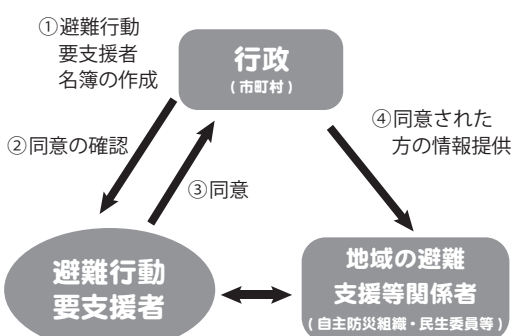 ①避難行動
要支援者
名簿の作成
行政
(市町村)
②同意の確認
③同意
④同意された
方の情報提供
避難行動
要支援者
地域の避難
支援等関係者
(自主防災組織・民生委員等)